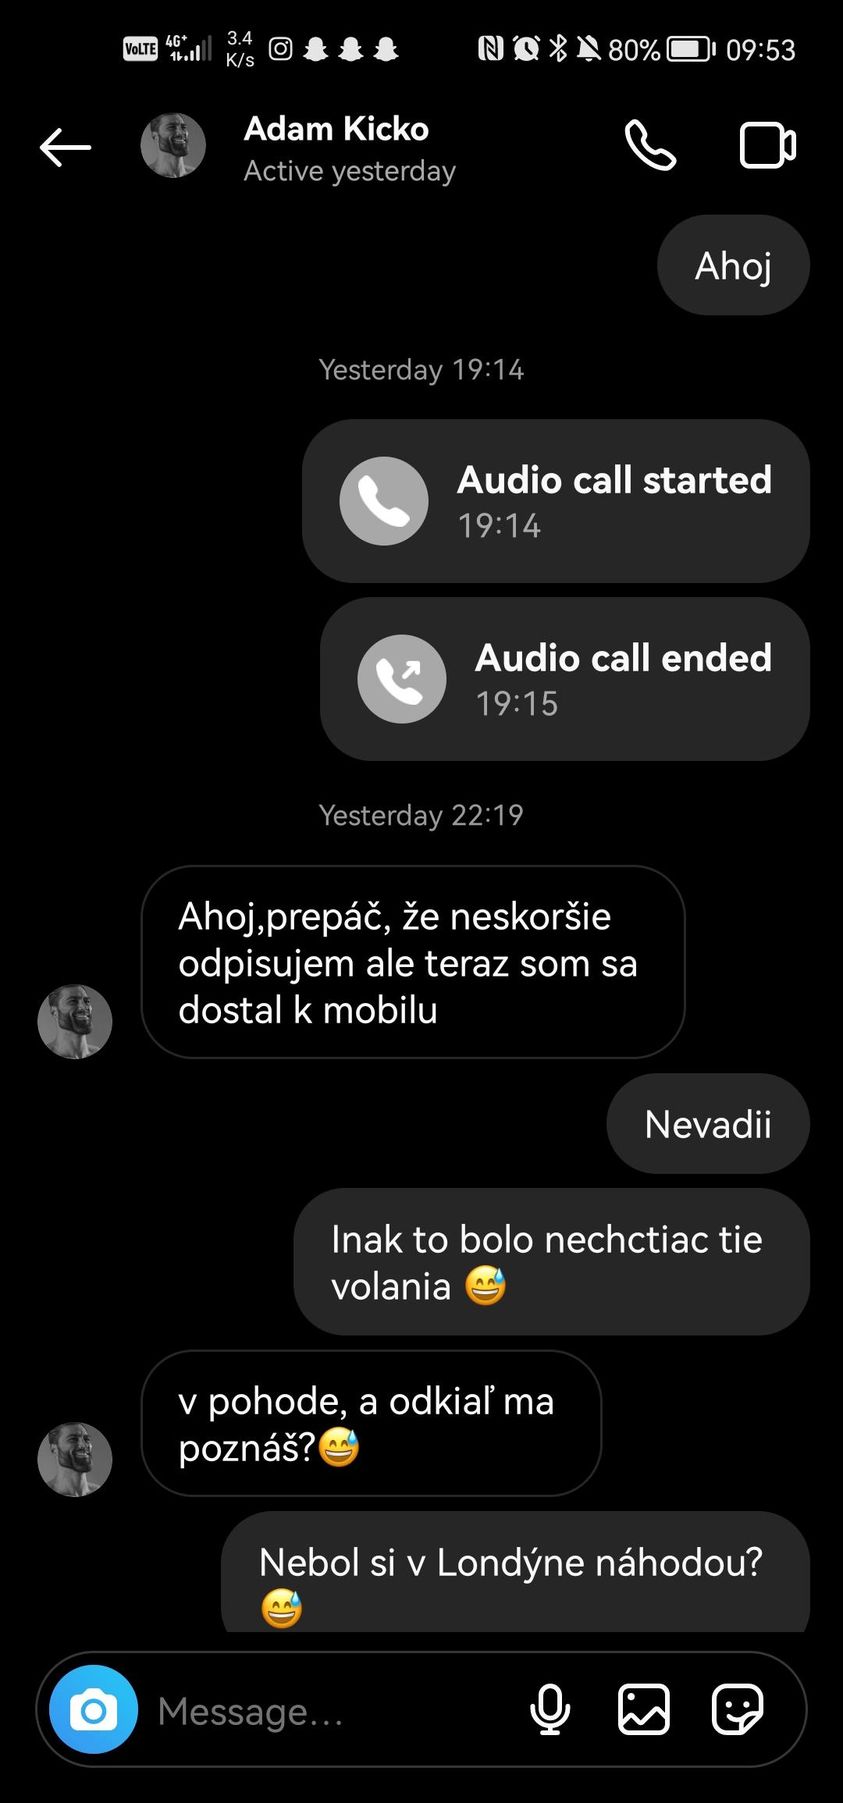 VoLTE 4G+ 3.4 K/s 80% 09:53
Adam Kicko
Active yesterday
Ahoj
Yesterday 19:14
Audio call started
19:14
Audio call ended
19:15
Yesterday 22:19
Ahoj,prepáč, že neskoršie
odpisujem ale teraz som sa
dostal k mobilu
Nevadii
Inak to bolo nechctiac tie
volania 😅
v pohode, a odkiaľ ma
poznáš?😅
Nebol si v Londýne náhodou?
😅
Message...